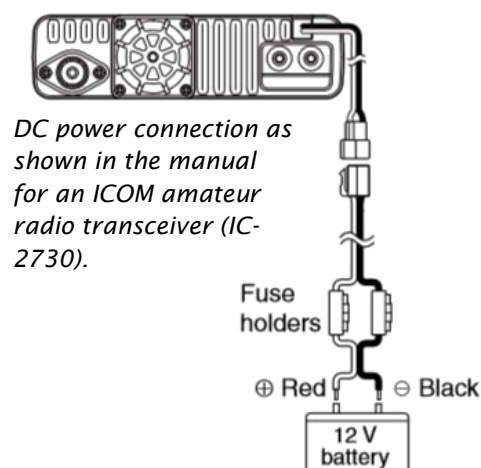 DC power connection as
shown in the manual
for an ICOM amateur
radio transceiver (IC-
2730).
Fuse
holders
⊕ Red
⊖ Black
12 V
battery